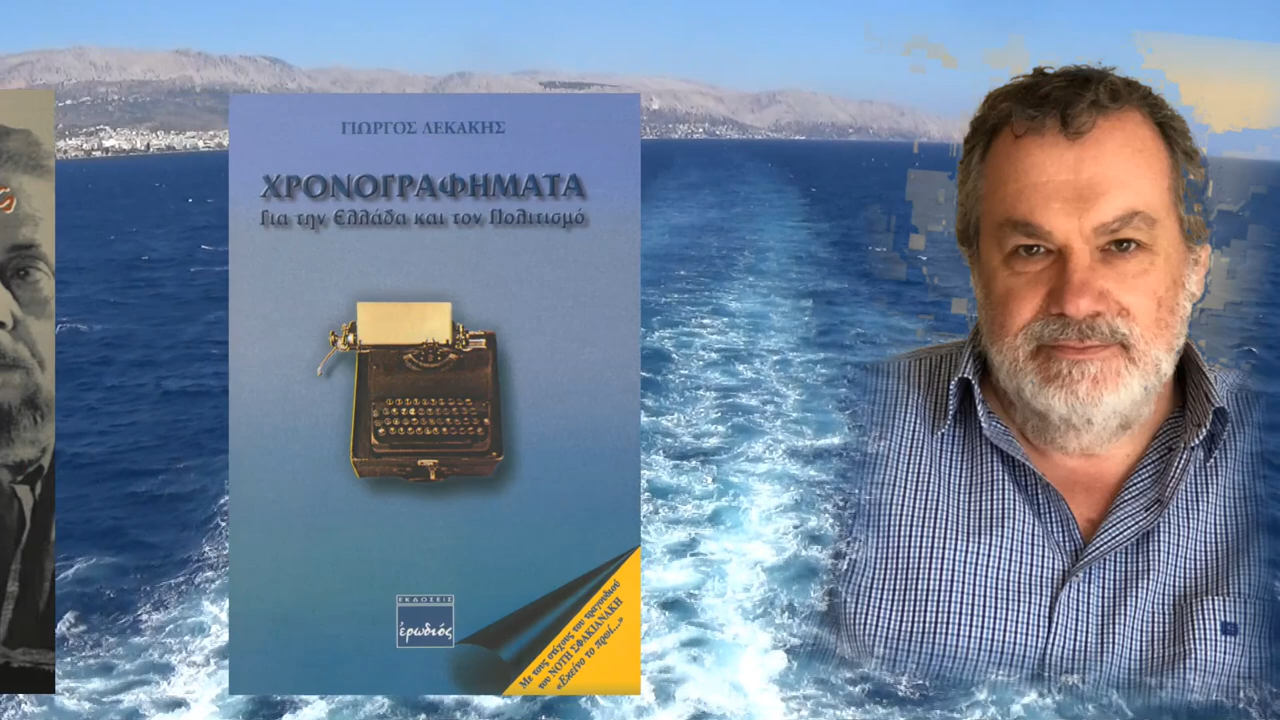 ΓΙΩΡΓΟΣ ΛΕΚΑΚΗΣ
ΧΡΟΝΟΓΡΑΦΗΜΑΤΑ
Για την Ελλάδα και τον Πολιτισμό
ΕΚΔΟΣΕΙΣ
ἐρωδιός
Με τους στίχους του τραγουδιού
του ΝΟΤΗ ΣΦΑΚΙΑΝΑΚΗ
«Εκείνο το πρωί...»